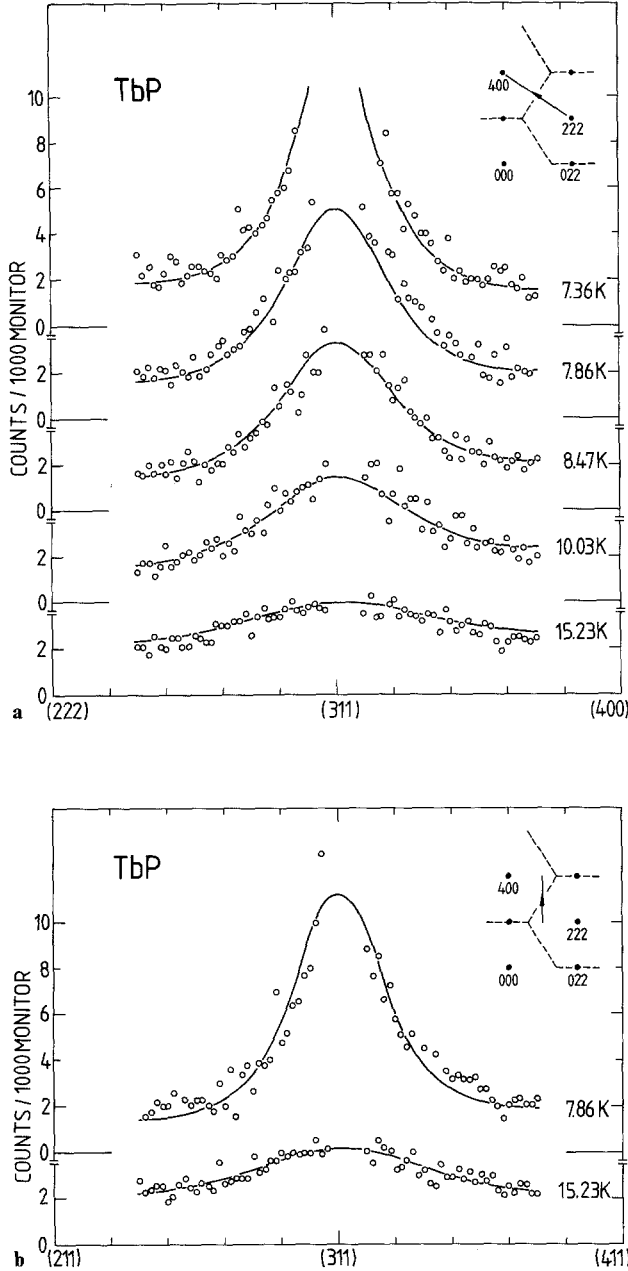 TbP
10
8
6
4
2
0
2
0
2
0
2
0
2
0
COUNTS / 1000 MONITOR
400
222
000
022
7.36K
7.86K
8.47K
10.03K
15.23K
a
(222)
(311)
(400)
TbP
10
8
6
4
2
0
2
0
COUNTS / 1000 MONITOR
400
222
000
022
7.86K
15.23K
b
(211)
(311)
(411)